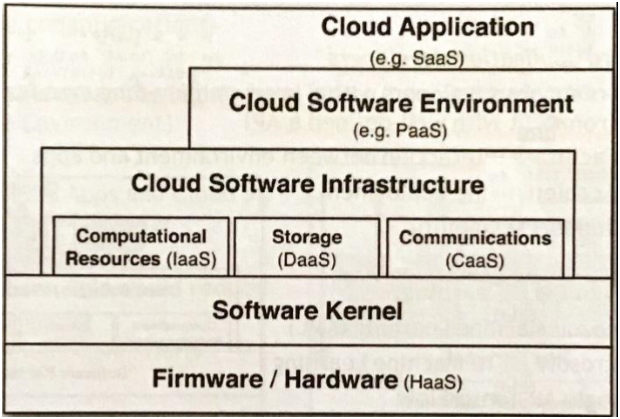 Cloud Application
(e.g. SaaS)
Cloud Software Environment
(e.g. PaaS)
Cloud Software Infrastructure
Computational
Resources (IaaS)
Storage
(DaaS)
Communications
(CaaS)
Software Kernel
Firmware / Hardware (HaaS)